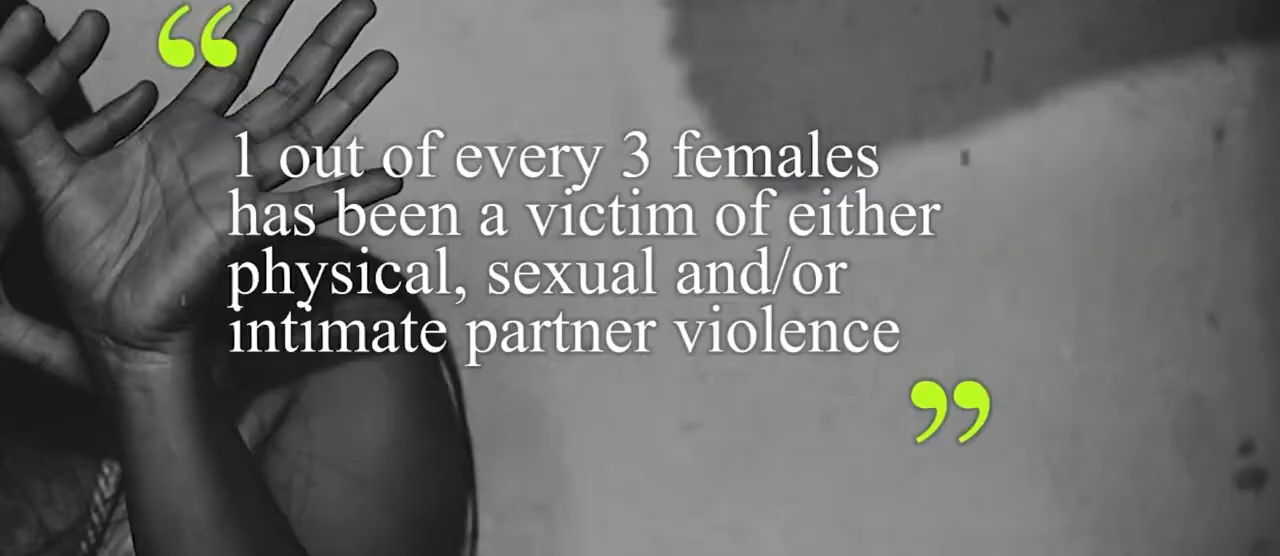 “
1 out of every 3 females
has been a victim of either
physical, sexual and/or
intimate partner violence
”